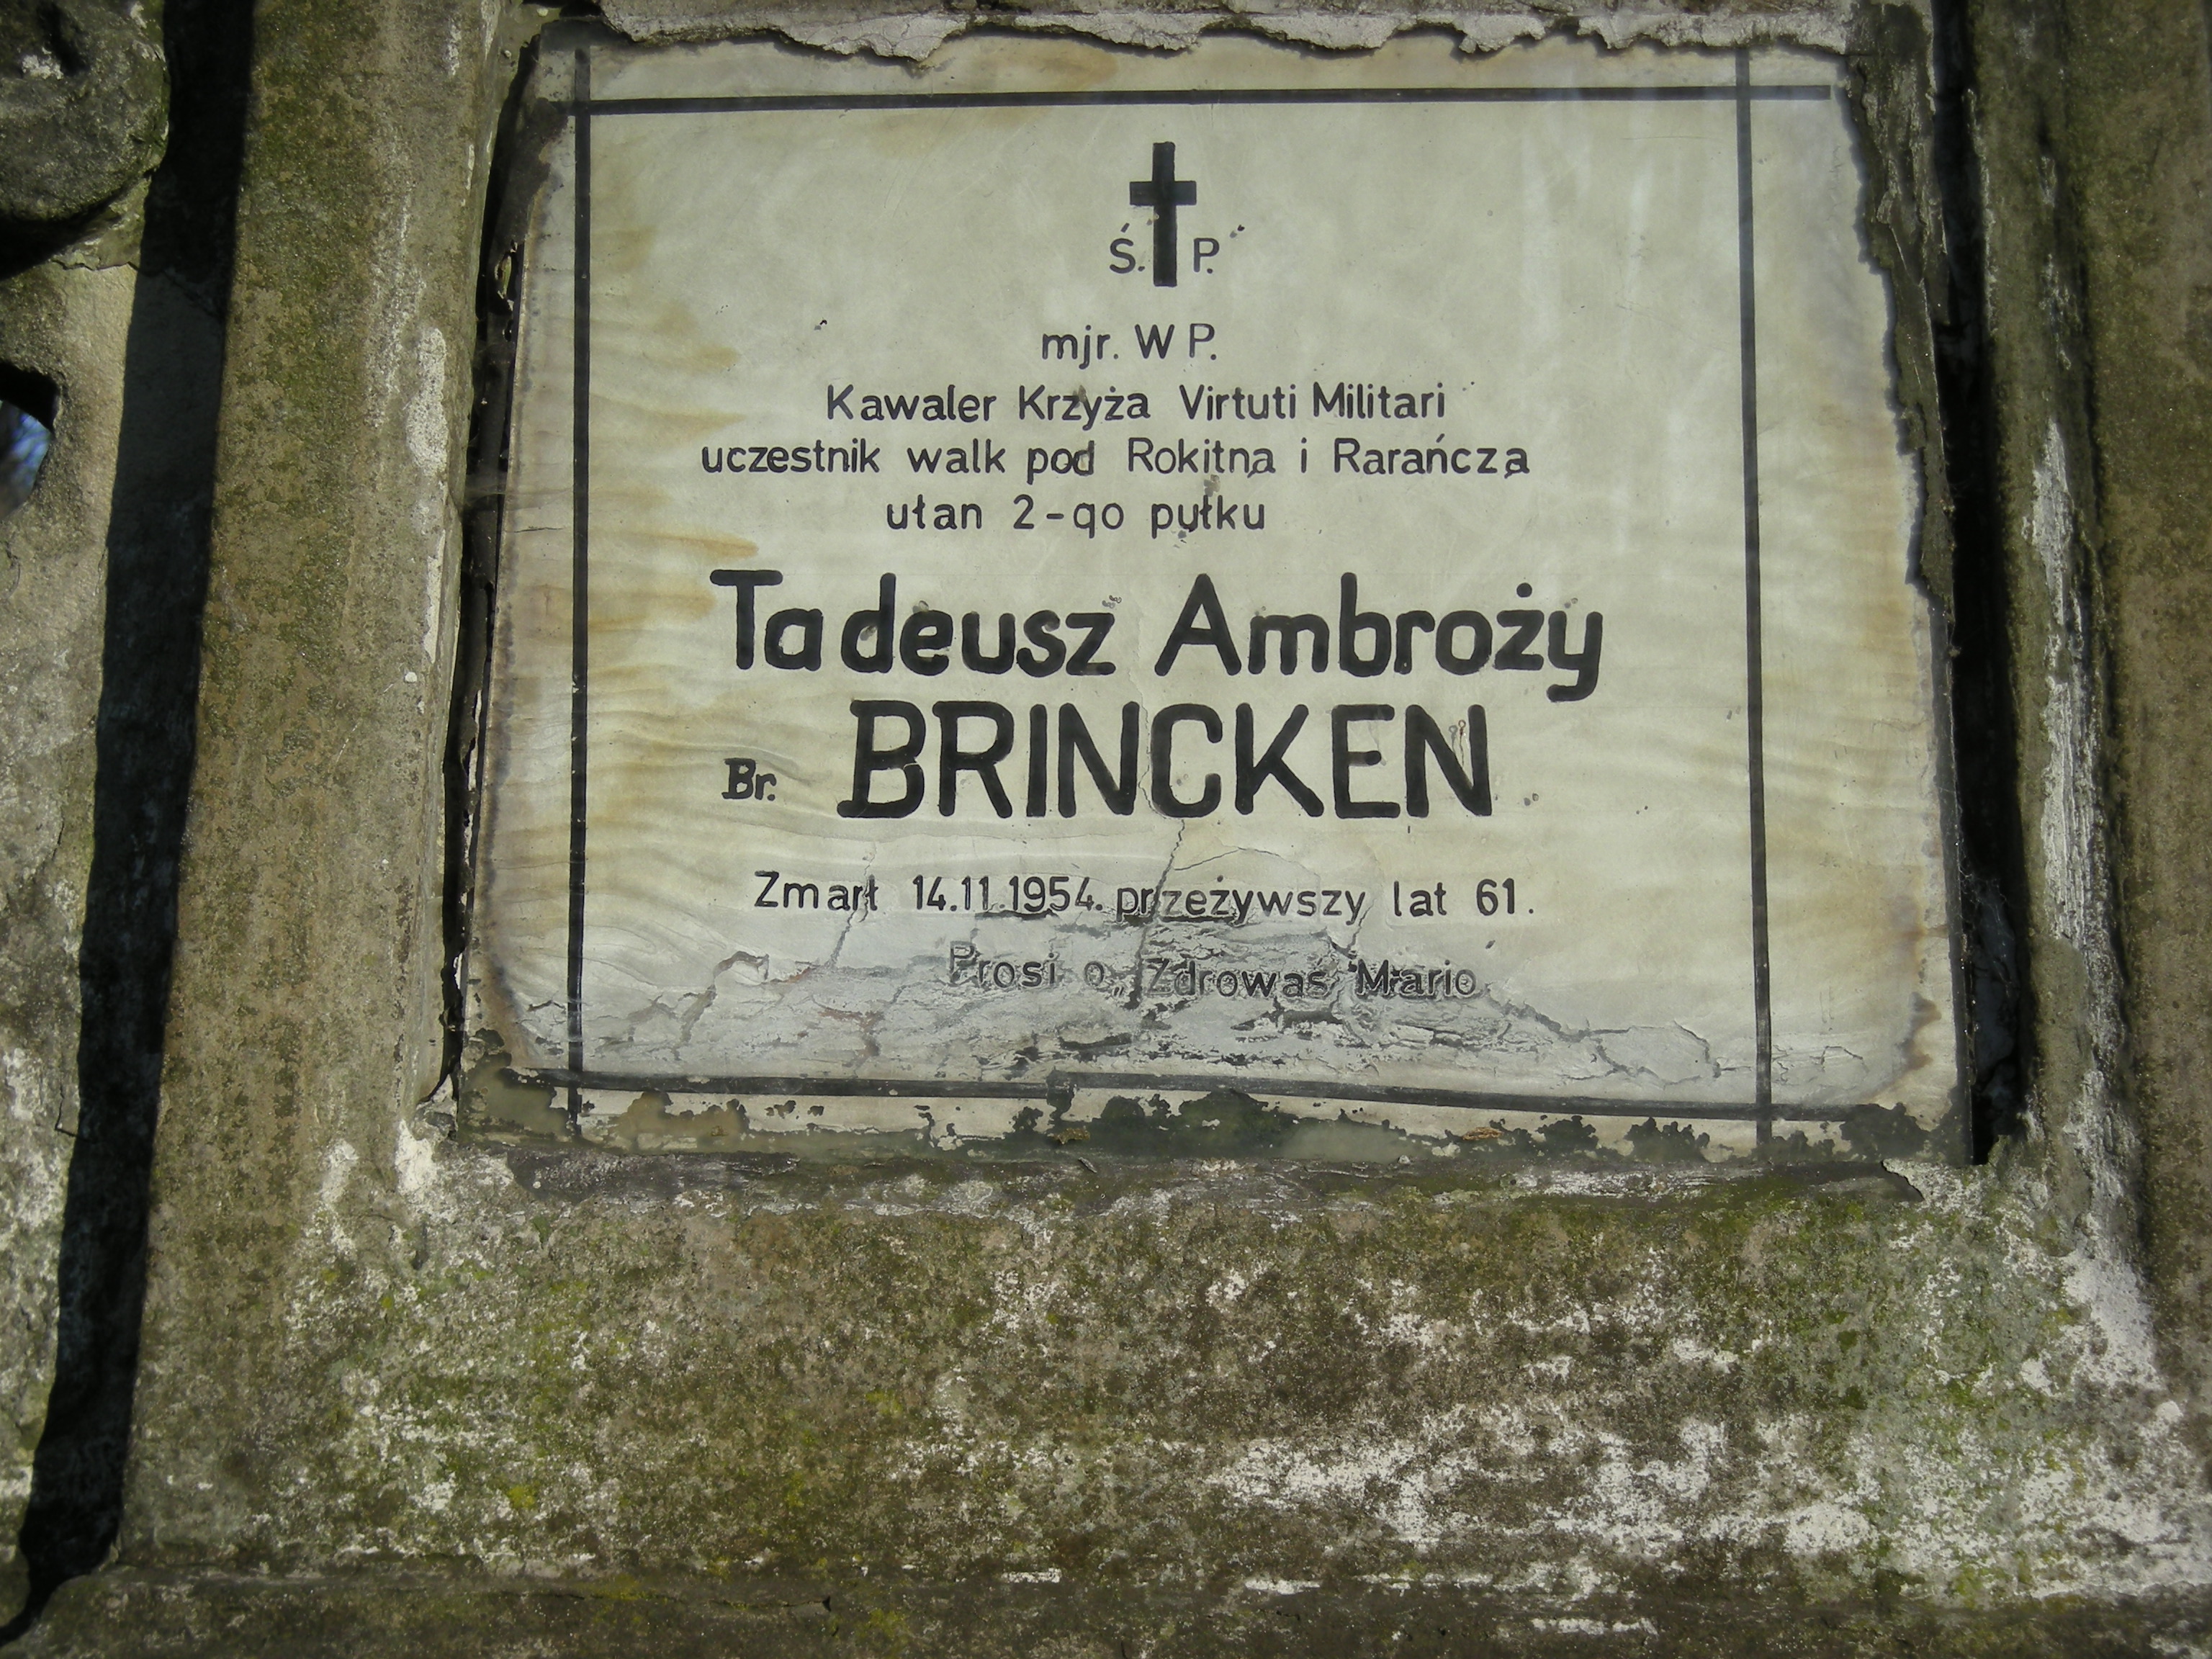 Ś. P.
mjr. W P.
Kawaler Krzyża Virtuti Militari
uczestnik walk pod Rokitną i Rarańczą
ułan 2-go pułku
Tadeusz Ambroży
Br. BRINCKEN
Zmarł 14.11.1954. przeżywszy lat 61.
Prosi o „Zdrowaś Mario